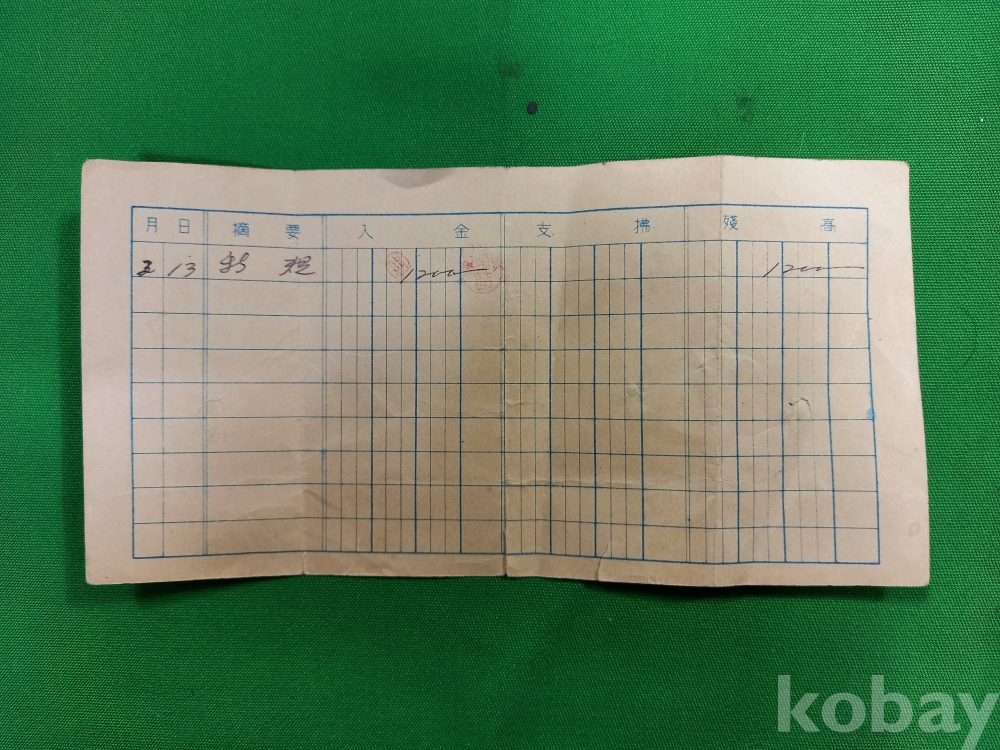 月 日 摘要 入金 支拂 殘高
13 1200 1200
kobay